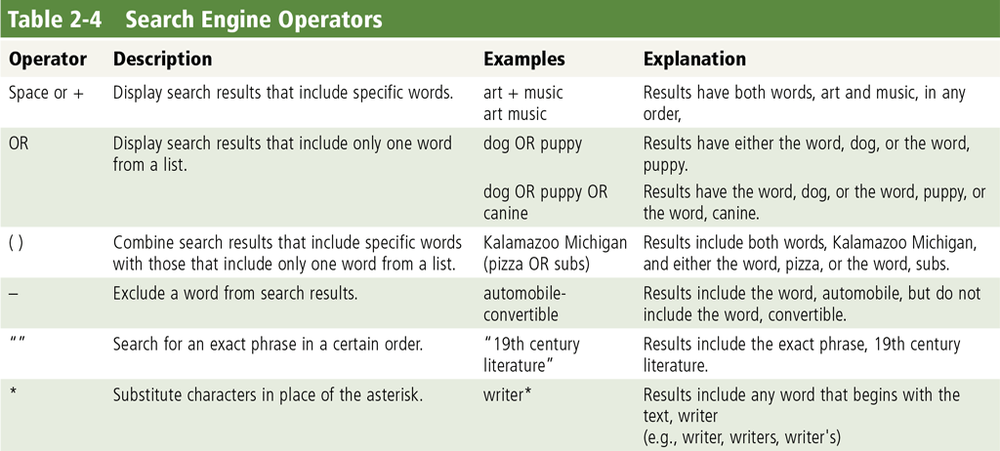 Table 2-4 Search Engine Operators
Operator Description Examples Explanation
Space or + Display search results that include specific words. art + music Results have both words, art and music, in any
art music order,
OR Display search results that include only one word dog OR puppy Results have either the word, dog, or the word,
from a list. puppy.
dog OR puppy OR Results have the word, dog, or the word, puppy, or
canine the word, canine.
( ) Combine search results that include specific words Kalamazoo Michigan Results include both words, Kalamazoo Michigan,
with those that include only one word from a list. (pizza OR subs) and either the word, pizza, or the word, subs.
– Exclude a word from search results. automobile- Results include the word, automobile, but do not
convertible include the word, convertible.
“” Search for an exact phrase in a certain order. “19th century Results include the exact phrase, 19th century
literature” literature.
* Substitute characters in place of the asterisk. writer* Results include any word that begins with the
text, writer
(e.g., writer, writers, writer's)